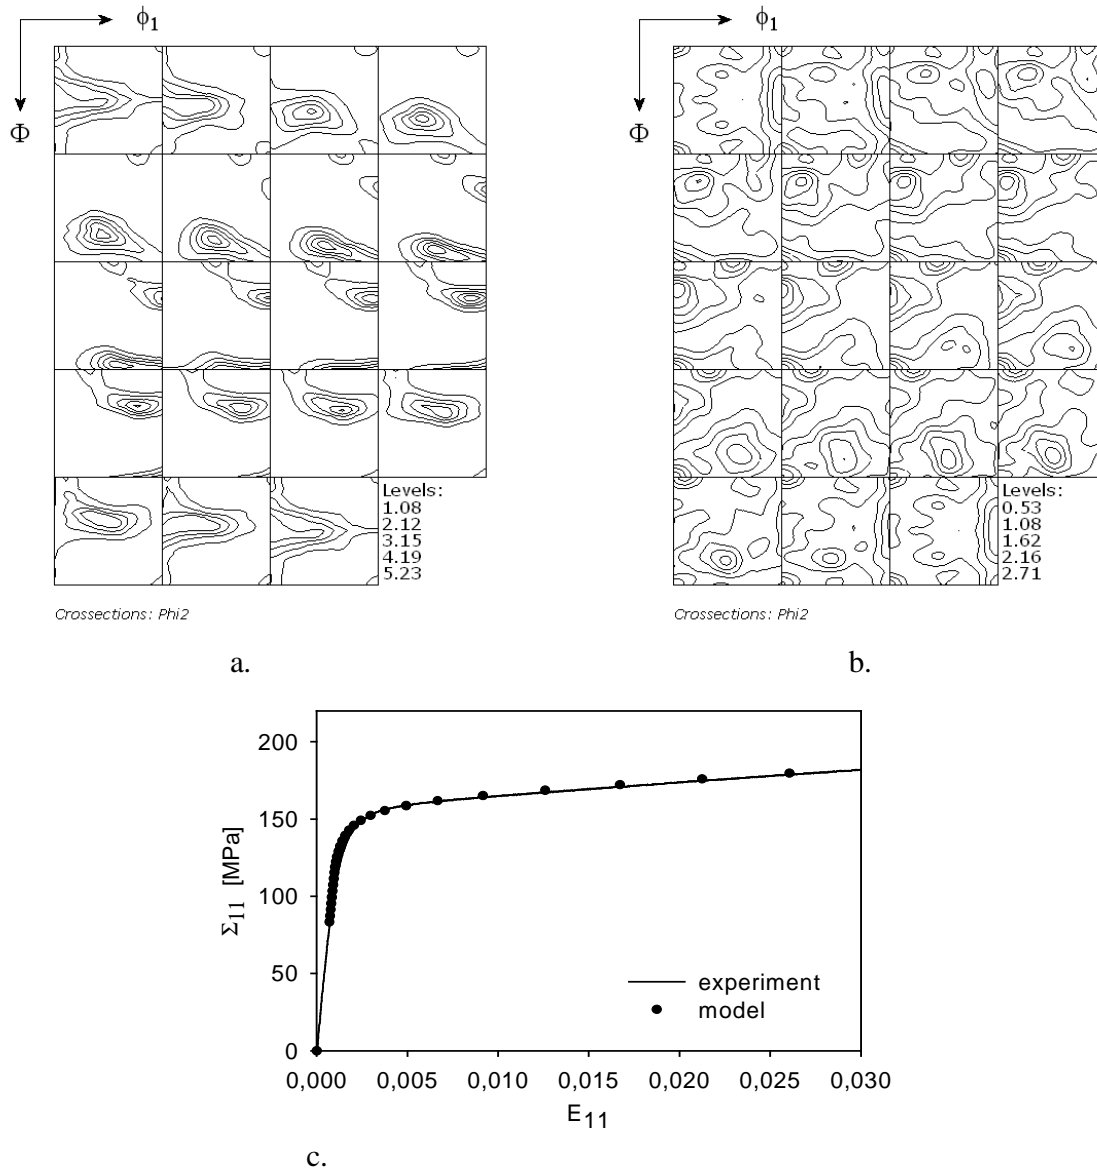 ϕ1
Φ
Levels:
1.08
2.12
3.15
4.19
5.23
Crossections: Phi2
a.
ϕ1
Φ
Levels:
0.53
1.08
1.62
2.16
2.71
Crossections: Phi2
b.
Σ11 [MPa]
200
150
100
50
0
experiment
model
0,000 0,005 0,010 0,015 0,020 0,025 0,030
E11
c.